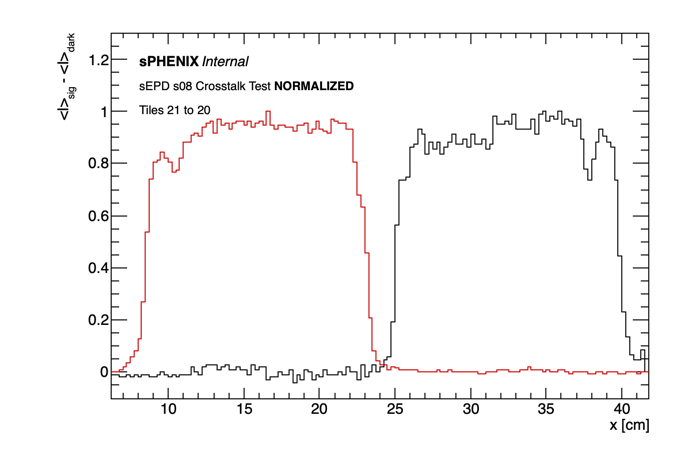 <I>sig - <I>dark
1.2
1
0.8
0.6
0.4
0.2
0
sPHENIX Internal
sEPD s08 Crosstalk Test NORMALIZED
Tiles 21 to 20
10 15 20 25 30 35 40
x [cm]